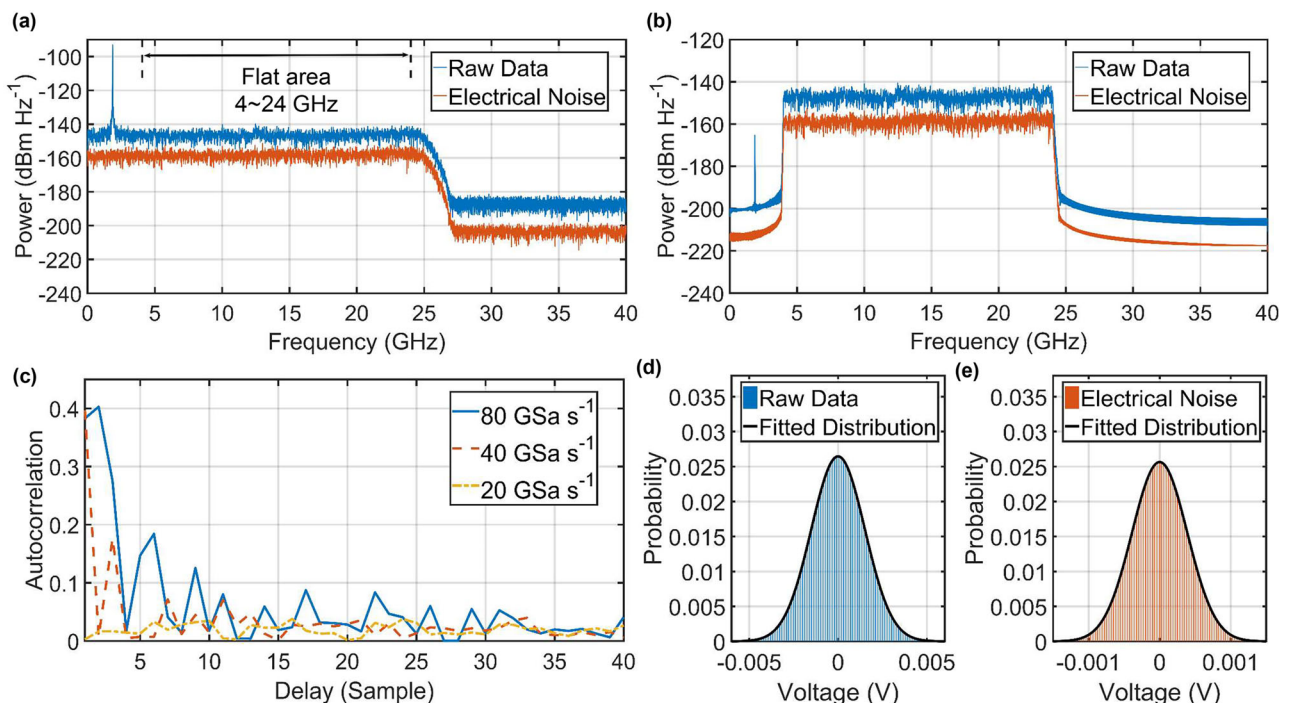 (a)
Power (dBm Hz⁻¹)
-100
-120
-140
-160
-180
-200
-220
-240
Flat area
4~24 GHz
Raw Data
Electrical Noise
0 5 10 15 20 25 30 35 40
Frequency (GHz)
(b)
Power (dBm Hz⁻¹)
-120
-140
-160
-180
-200
-220
-240
Raw Data
Electrical Noise
0 5 10 15 20 25 30 35 40
Frequency (GHz)
(c)
Autocorrelation
0.4
0.3
0.2
0.1
0
80 GSa s⁻¹
40 GSa s⁻¹
20 GSa s⁻¹
5 10 15 20 25 30 35 40
Delay (Sample)
(d)
Probability
0.035
0.03
0.025
0.02
0.015
0.01
0.005
0
Raw Data
Fitted Distribution
-0.005 0 0.005
Voltage (V)
(e)
Probability
0.035
0.03
0.025
0.02
0.015
0.01
0.005
0
Electrical Noise
Fitted Distribution
-0.001 0 0.001
Voltage (V)